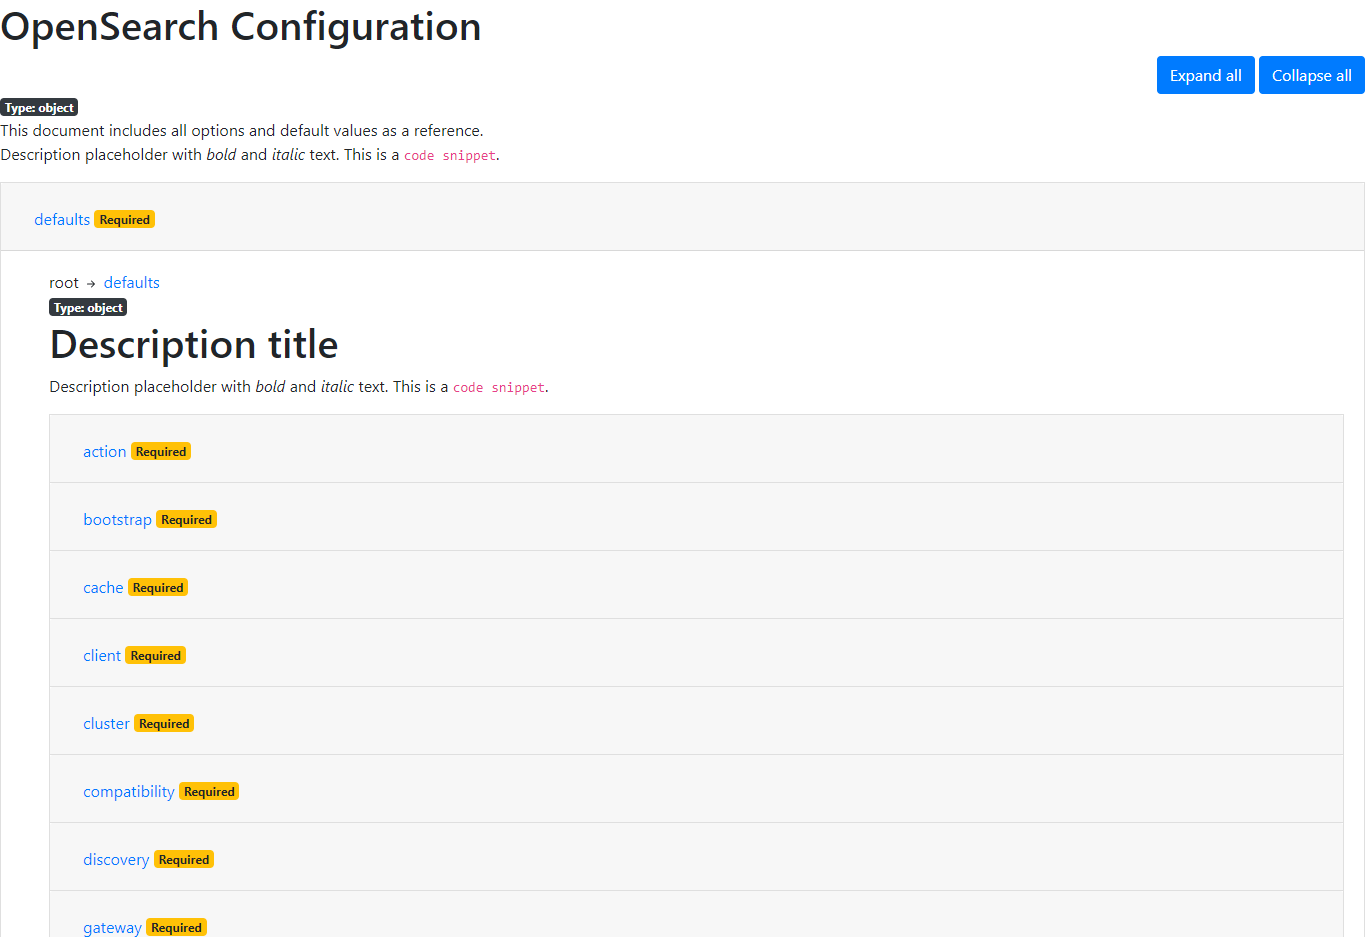 OpenSearch Configuration
Expand all Collapse all
Type: object
This document includes all options and default values as a reference.
Description placeholder with bold and italic text. This is a code snippet.
defaults Required
root → defaults
Type: object
Description title
Description placeholder with bold and italic text. This is a code snippet.
action Required
bootstrap Required
cache Required
client Required
cluster Required
compatibility Required
discovery Required
gateway Required